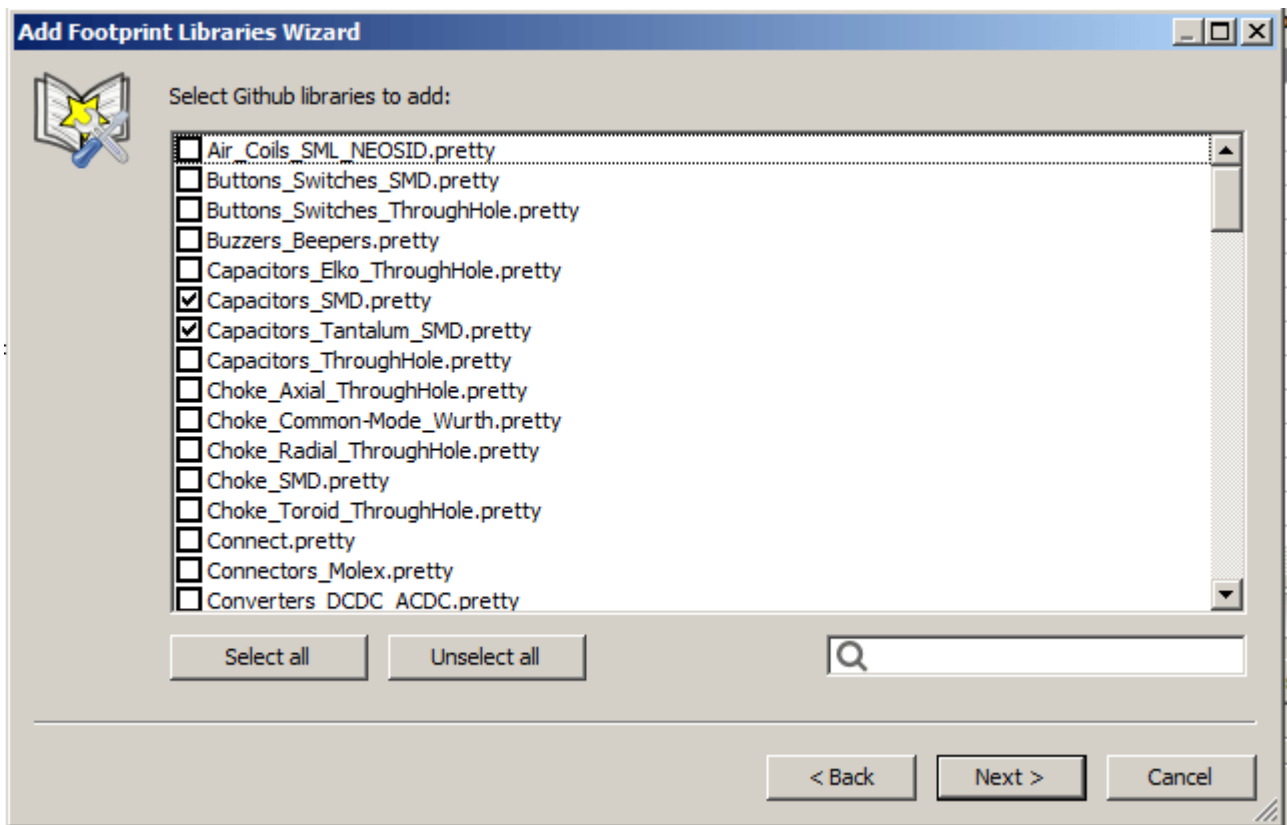 Add Footprint Libraries Wizard
Select Github libraries to add:
Air_Coils_SML_NEOSID.pretty
Buttons_Switches_SMD.pretty
Buttons_Switches_ThroughHole.pretty
Buzzers_Beepers.pretty
Capacitors_Elko_ThroughHole.pretty
Capacitors_SMD.pretty
Capacitors_Tantalum_SMD.pretty
Capacitors_ThroughHole.pretty
Choke_Axial_ThroughHole.pretty
Choke_Common-Mode_Wurth.pretty
Choke_Radial_ThroughHole.pretty
Choke_SMD.pretty
Choke_Toroid_ThroughHole.pretty
Connect.pretty
Connectors_Molex.pretty
Converters_DCDC_ACDC.pretty
Select all Unselect all
< Back Next > Cancel